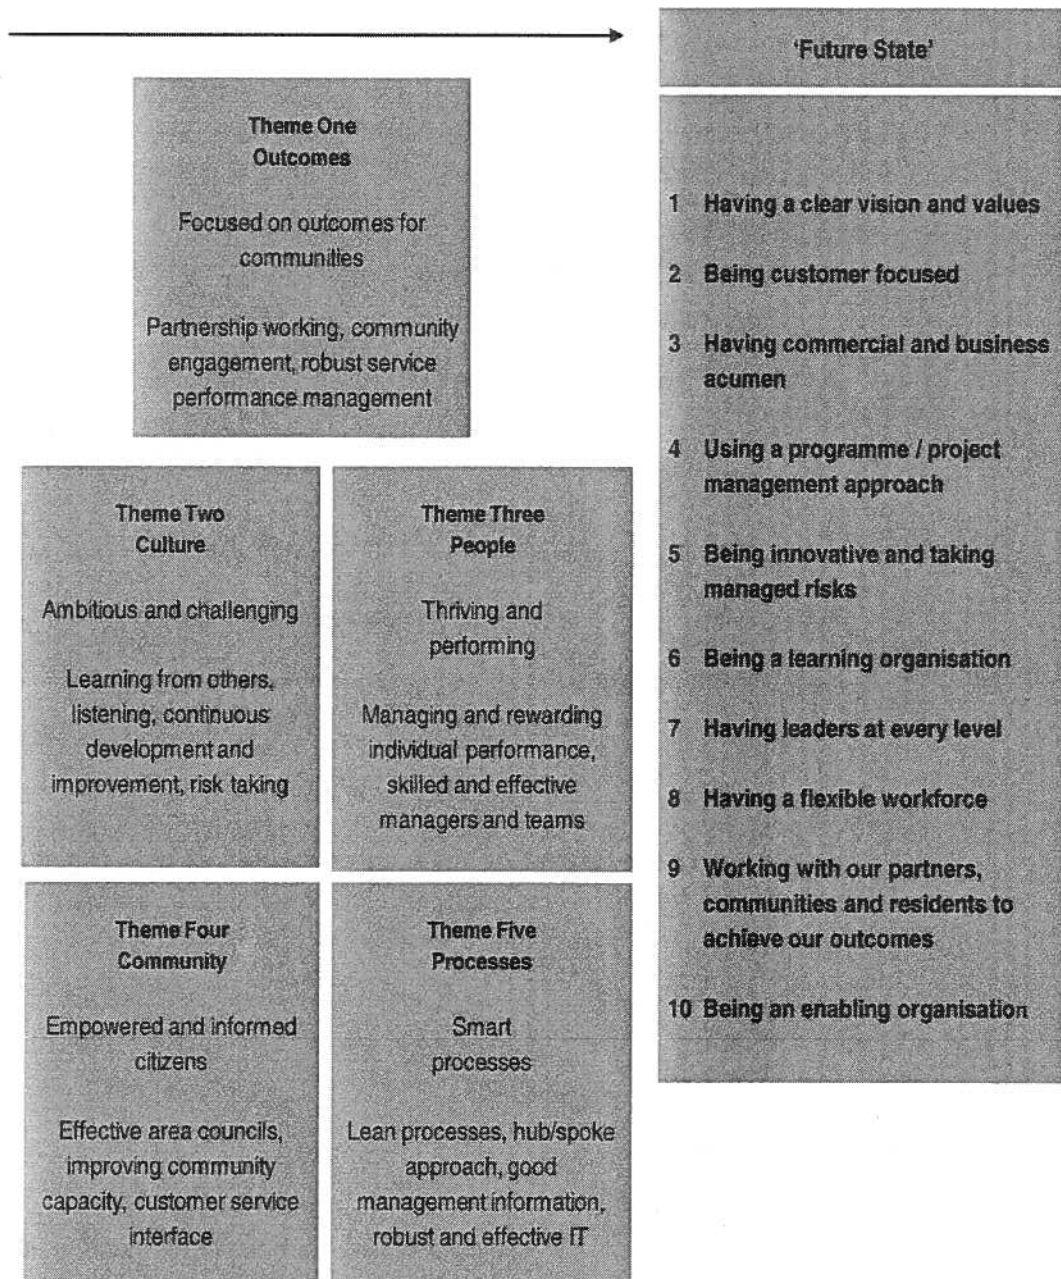 'Future State'
Theme One
Outcomes
Focused on outcomes for
communities
Partnership working, community
engagement, robust service
performance management
Theme Two
Culture
Ambitious and challenging
Learning from others,
listening, continuous
development and
improvement, risk taking
Theme Three
People
Thriving and
performing
Managing and rewarding
individual performance,
skilled and effective
managers and teams
Theme Four
Community
Empowered and informed
citizens
Effective area councils,
improving community
capacity, customer service
interface
Theme Five
Processes
Smart
processes
Lean processes, hub/spoke
approach, good
management information,
robust and effective IT
1 Having a clear vision and values
2 Being customer focused
3 Having commercial and business
acumen
4 Using a programme / project
management approach
5 Being innovative and taking
managed risks
6 Being a learning organisation
7 Having leaders at every level
8 Having a flexible workforce
9 Working with our partners,
communities and residents to
achieve our outcomes
10 Being an enabling organisation